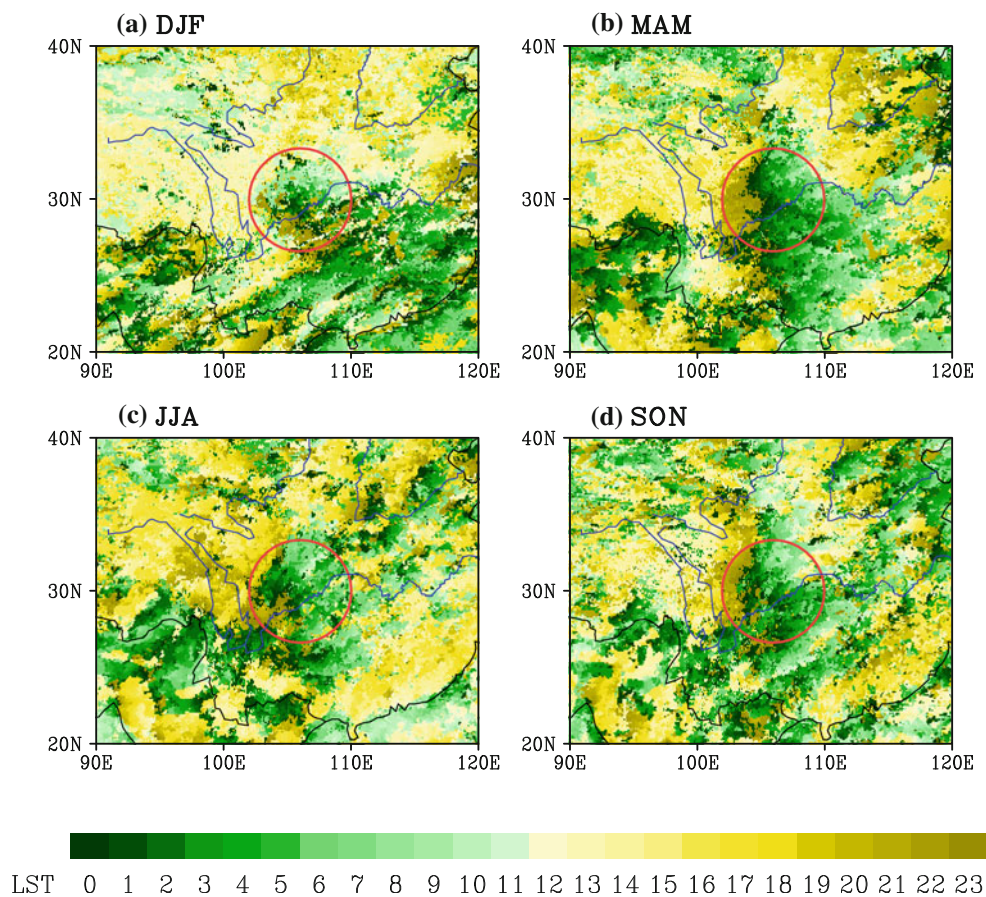 (a) DJF (b) MAM
40N 40N
30N 30N
20N 20N
90E 100E 110E 120E 90E 100E 110E 120E
(c) JJA (d) SON
40N 40N
30N 30N
20N 20N
90E 100E 110E 120E 90E 100E 110E 120E
LST 0 1 2 3 4 5 6 7 8 9 10 11 12 13 14 15 16 17 18 19 20 21 22 23